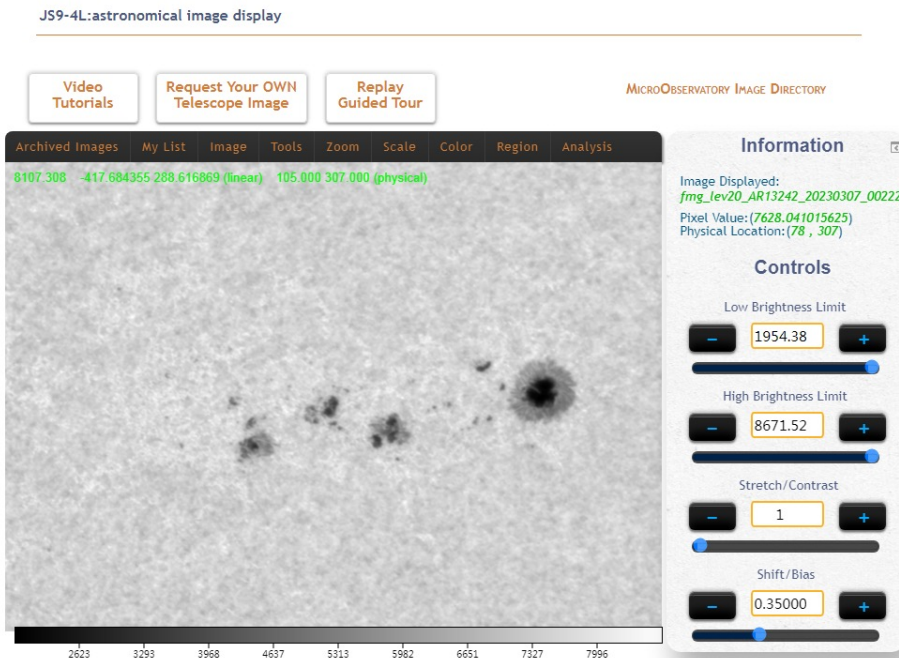 JS9-4L:astronomical image display
Video
Tutorials
Request Your OWN
Telescope Image
Replay
Guided Tour
MicroObservatory Image Directory
Archived Images My List Image Tools Zoom Scale Color Region Analysis
8107.308 -417.684355 288.616869 (linear) 105.000 307.000 (physical)
Information
Image Displayed:
fmg_lev20_AR13242_20230307_00222
Pixel Value:(7628.041015625)
Physical Location:(78 , 307)
Controls
Low Brightness Limit
− 1954.38 +
High Brightness Limit
− 8671.52 +
Stretch/Contrast
− 1 +
Shift/Bias
− 0.35000 +
2623 3293 3968 4637 5313 5982 6651 7327 7996